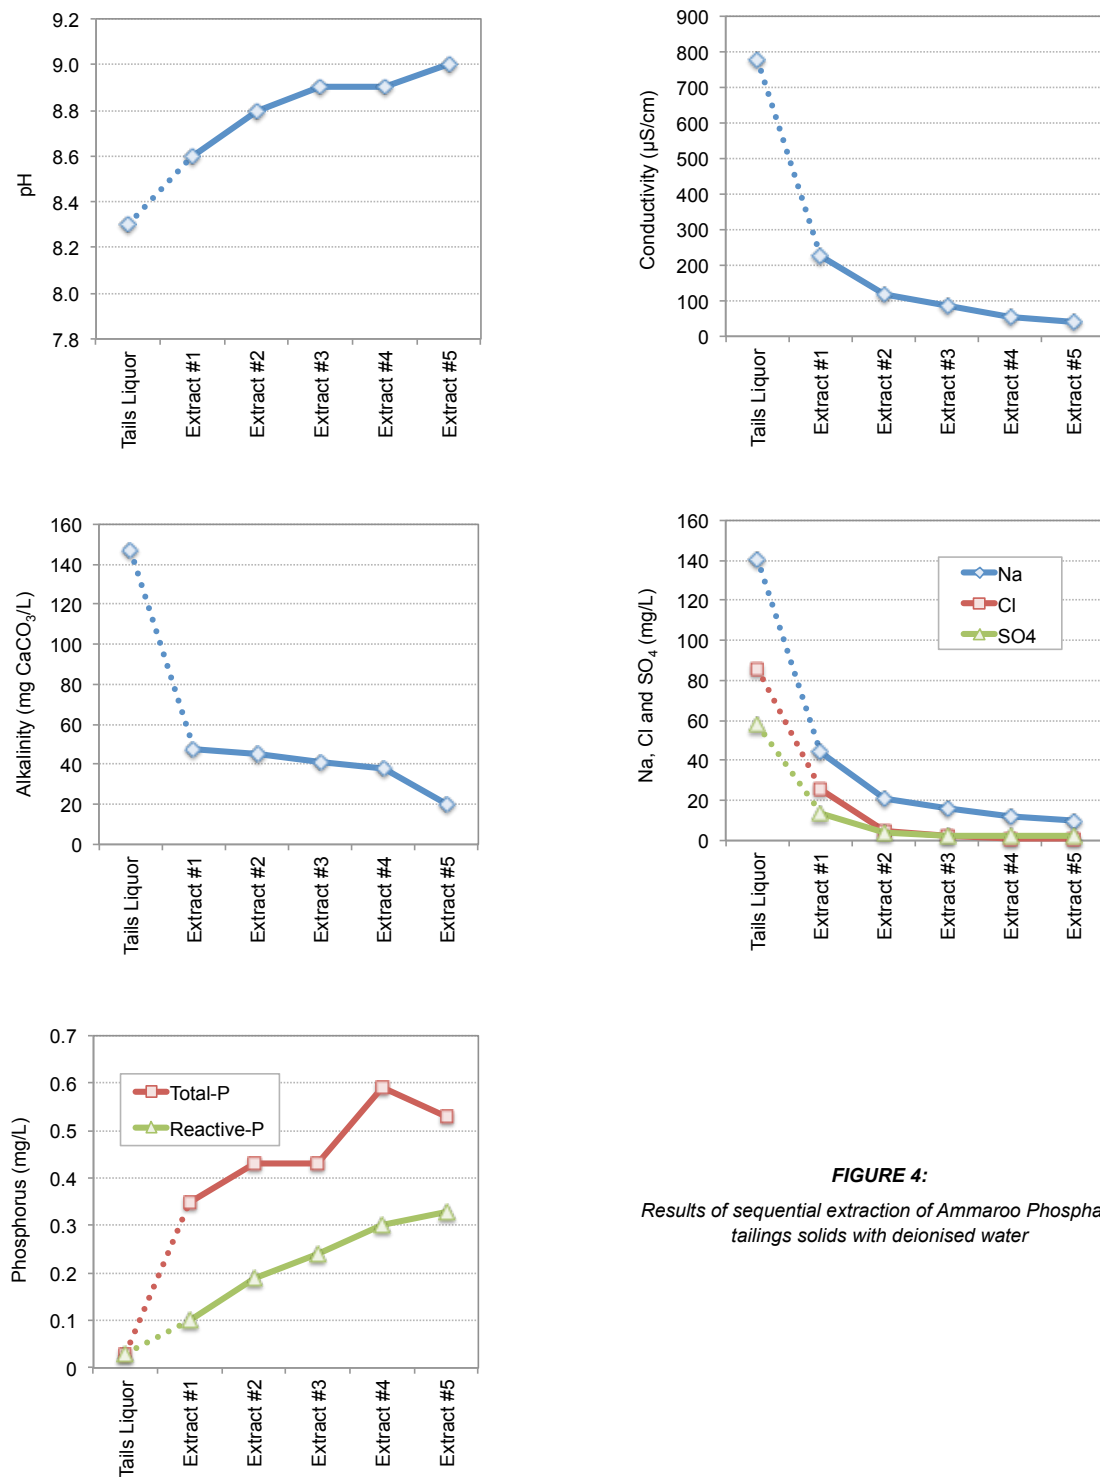 9.2
9.0
8.8
8.6
8.4
8.2
8.0
7.8
pH
Tails Liquor
Extract #1
Extract #2
Extract #3
Extract #4
Extract #5
900
800
700
600
500
400
300
200
100
0
Conductivity (µS/cm)
Tails Liquor
Extract #1
Extract #2
Extract #3
Extract #4
Extract #5
160
140
120
100
80
60
40
20
0
Alkalinity (mg CaCO₃/L)
Tails Liquor
Extract #1
Extract #2
Extract #3
Extract #4
Extract #5
160
140
120
100
80
60
40
20
0
Na, Cl and SO₄ (mg/L)
Na
Cl
SO4
Tails Liquor
Extract #1
Extract #2
Extract #3
Extract #4
Extract #5
0.7
0.6
0.5
0.4
0.3
0.2
0.1
0
Phosphorus (mg/L)
Total-P
Reactive-P
Tails Liquor
Extract #1
Extract #2
Extract #3
Extract #4
Extract #5
FIGURE 4:
Results of sequential extraction of Ammaroo Phospha
tailings solids with deionised water